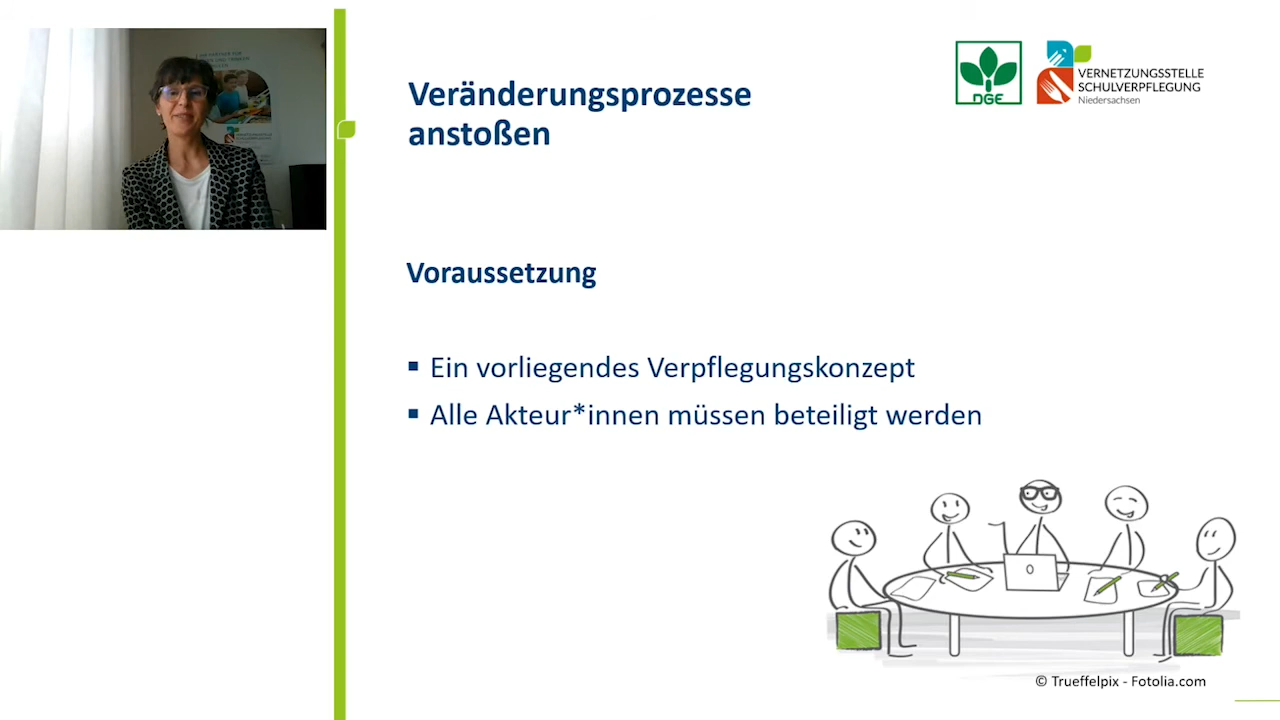 Veränderungsprozesse
anstoßen
DGE
VERNETZUNGSSTELLE
SCHULVERPFLEGUNG
Niedersachsen
Voraussetzung
▪ Ein vorliegendes Verpflegungskonzept
▪ Alle Akteur*innen müssen beteiligt werden
© Trueffelpix - Fotolia.com